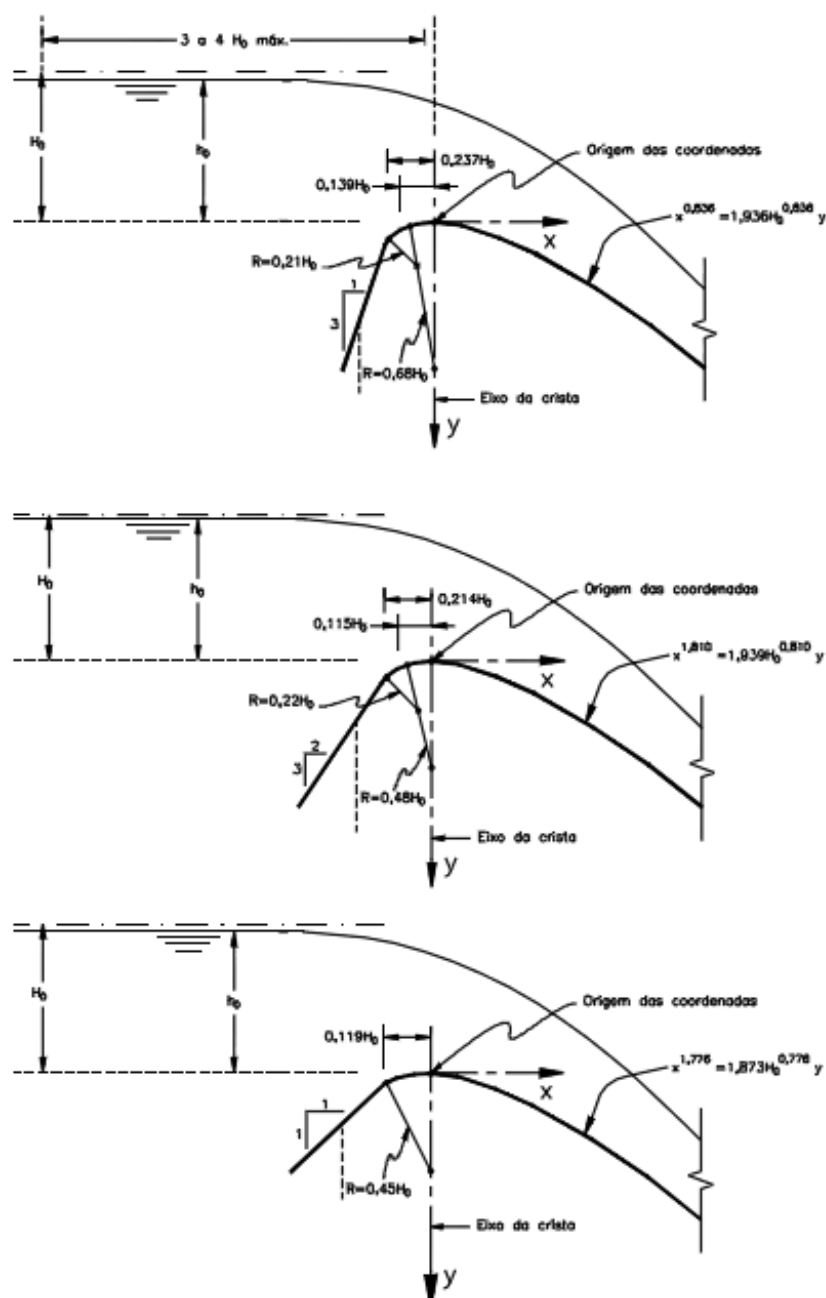 3 a 4 H₀ máx.
H₀
h₀
0,237H₀
0,139H₀
Origem das coordenadas
x^0,836 = 1,936H₀^0,836 y
x
R=0,21H₀
1
3
R=0,68H₀
Eixo da crista
y
H₀
h₀
0,214H₀
0,115H₀
Origem das coordenadas
x^1,810 = 1,939H₀^0,810 y
x
R=0,22H₀
2
3
R=0,48H₀
Eixo da crista
y
H₀
h₀
0,119H₀
Origem das coordenadas
x^1,776 = 1,873H₀^0,776 y
x
1
1
R=0,45H₀
Eixo da crista
y